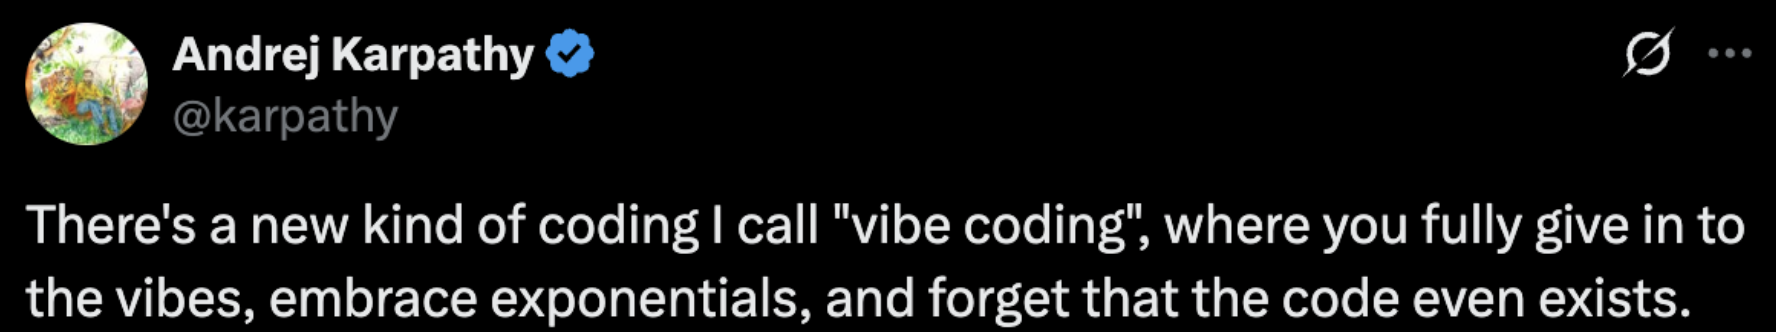 Andrej Karpathy
@karpathy
There's a new kind of coding I call "vibe coding", where you fully give in to
the vibes, embrace exponentials, and forget that the code even exists.